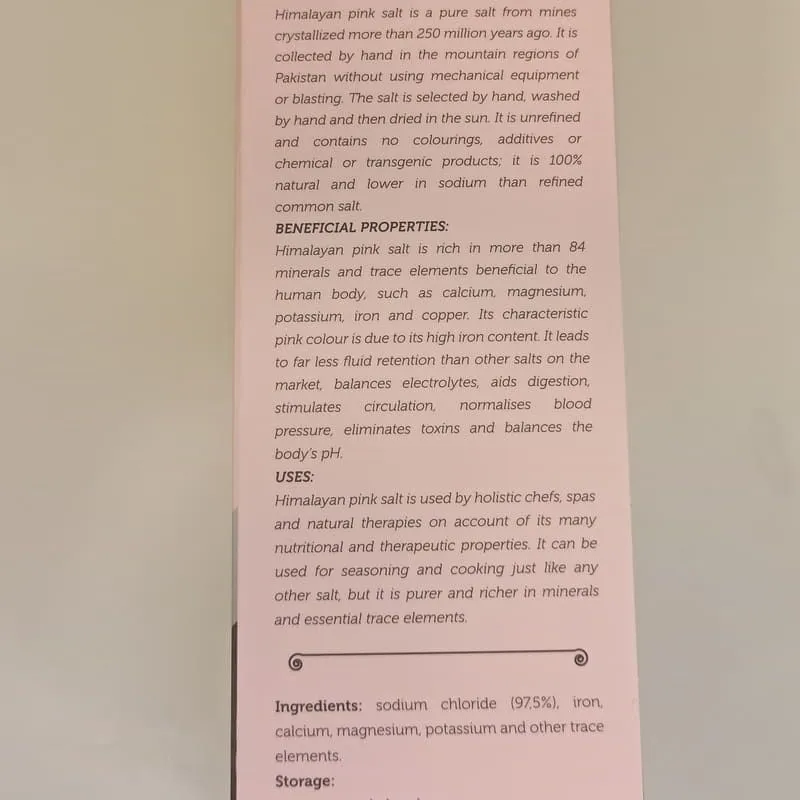 Himalayan pink salt is a pure salt from mines
crystallized more than 250 million years ago. It is
collected by hand in the mountain regions of
Pakistan without using mechanical equipment
or blasting. The salt is selected by hand, washed
by hand and then dried in the sun. It is unrefined
and contains no colourings, additives or
chemical or transgenic products; it is 100%
natural and lower in sodium than refined
common salt.
BENEFICIAL PROPERTIES:
Himalayan pink salt is rich in more than 84
minerals and trace elements beneficial to the
human body, such as calcium, magnesium,
potassium, iron and copper. Its characteristic
pink colour is due to its high iron content. It leads
to far less fluid retention than other salts on the
market, balances electrolytes, aids digestion,
stimulates circulation, normalises blood
pressure, eliminates toxins and balances the
body's pH.
USES:
Himalayan pink salt is used by holistic chefs, spas
and natural therapies on account of its many
nutritional and therapeutic properties. It can be
used for seasoning and cooking just like any
other salt, but it is purer and richer in minerals
and essential trace elements.
Ingredients: sodium chloride (97,5%), iron,
calcium, magnesium, potassium and other trace
elements.
Storage: